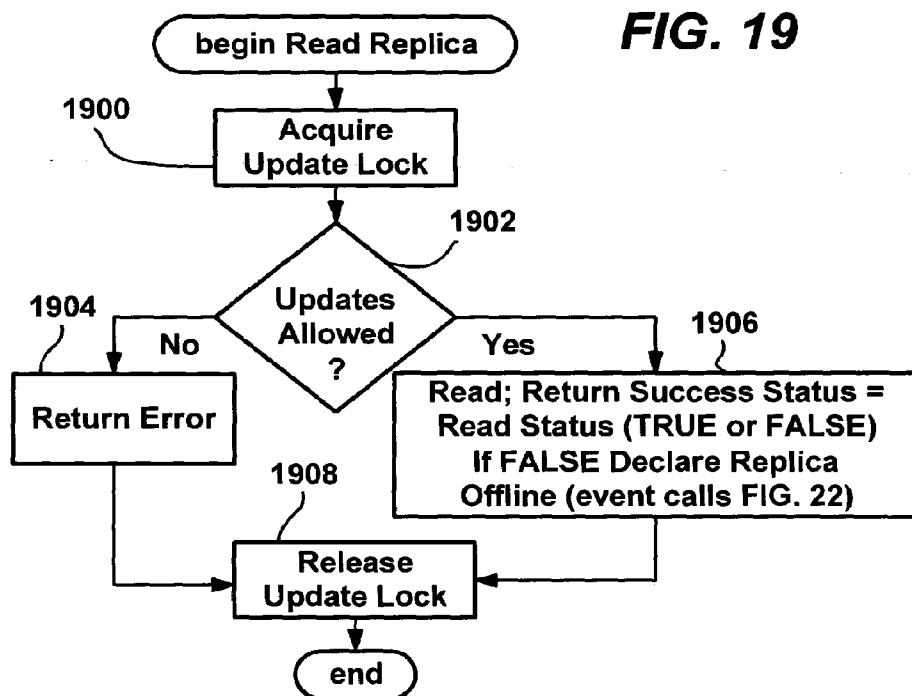 begin Read Replica
FIG. 19
1900
Acquire
Update Lock
1902
Updates
Allowed
?
1904
No
Yes
1906
Return Error
Read; Return Success Status =
Read Status (TRUE or FALSE)
If FALSE Declare Replica
Offline (event calls FIG. 22)
1908
Release
Update Lock
end